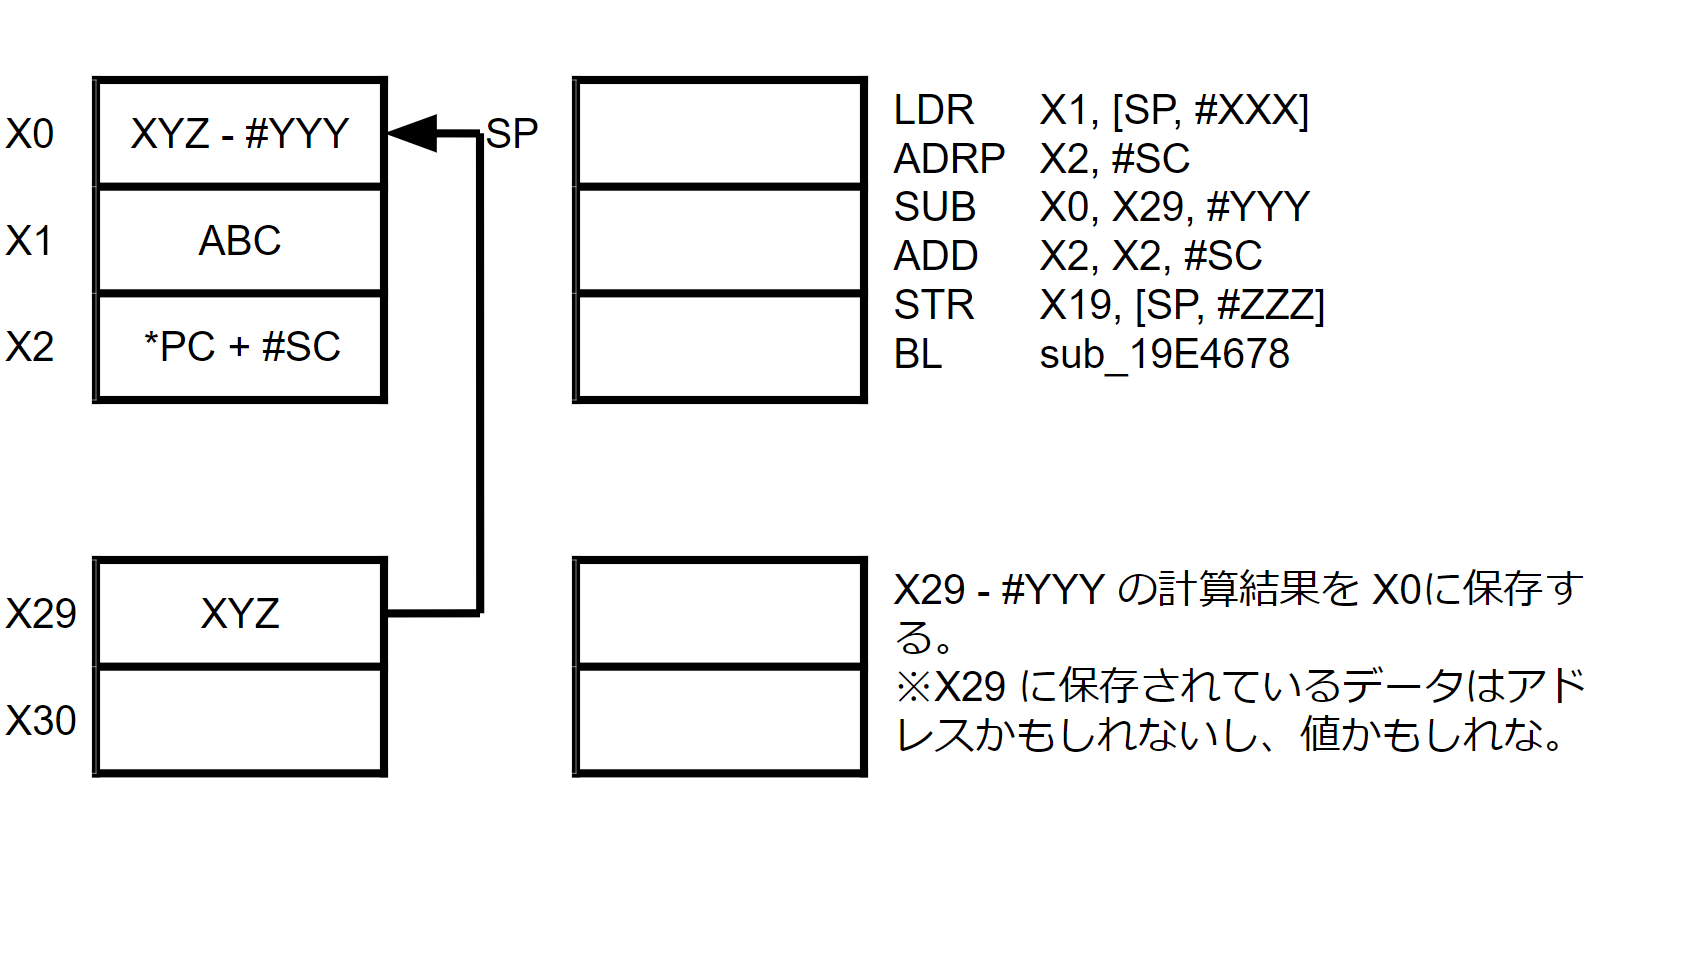 X0
XYZ - #YYY
SP
X1
ABC
X2
*PC + #SC
X29
XYZ
X30
LDR X1, [SP, #XXX]
ADRP X2, #SC
SUB X0, X29, #YYY
ADD X2, X2, #SC
STR X19, [SP, #ZZZ]
BL sub_19E4678
X29 - #YYY の計算結果を X0に保存す
る。
※X29 に保存されているデータはアド
レスかもしれないし、値かもしれな。